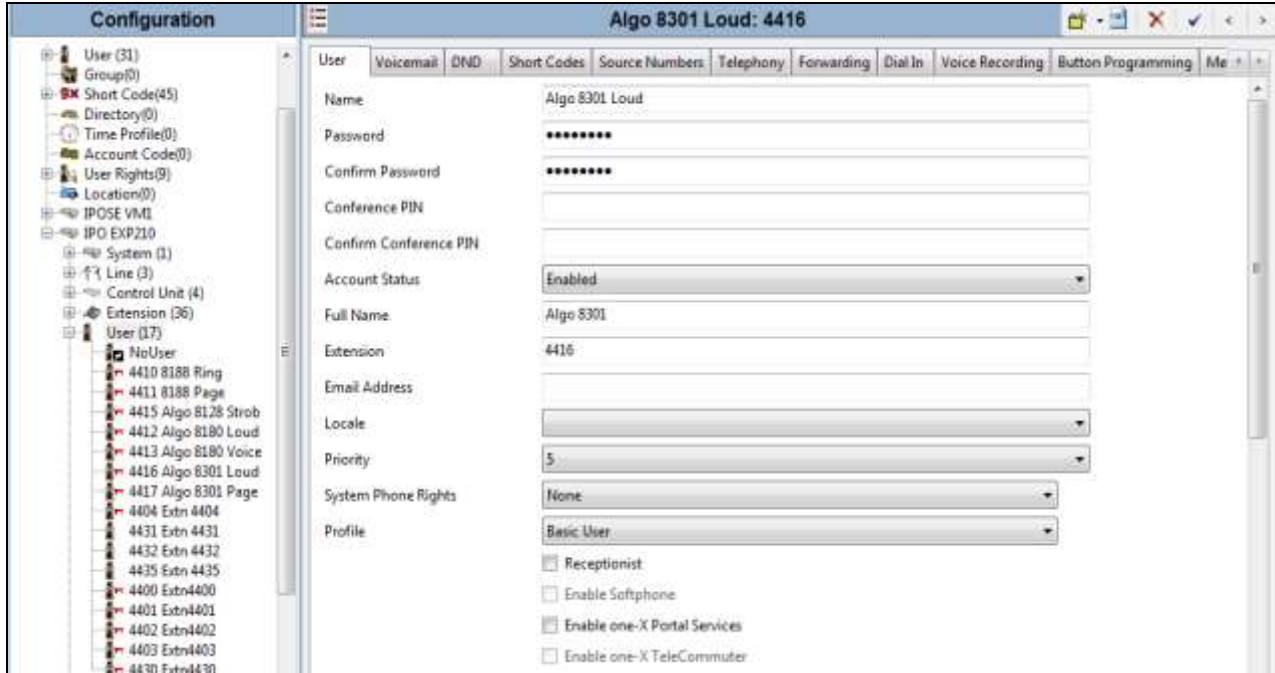 Configuration
Algo 8301 Loud: 4416
User (31)
Group(0)
Short Code(45)
Directory(0)
Time Profile(0)
Account Code(0)
User Rights(9)
Location(0)
IPOSE VM1
IPO EXP210
System (1)
Line (3)
Control Unit (4)
Extension (36)
User (17)
NoUser
4410 8188 Ring
4411 8188 Page
4415 Algo 8128 Strob
4412 Algo 8180 Loud
4413 Algo 8180 Voice
4416 Algo 8301 Loud
4417 Algo 8301 Page
4404 Extn 4404
4431 Extn 4431
4432 Extn 4432
4435 Extn 4435
4400 Extn4400
4401 Extn4401
4402 Extn4402
4403 Extn4403
4430 Extn4430
User Voicemail DND Short Codes Source Numbers Telephony Forwarding Dial In Voice Recording Button Programming Me
Name Algo 8301 Loud
Password ••••••••
Confirm Password ••••••••
Conference PIN
Confirm Conference PIN
Account Status Enabled
Full Name Algo 8301
Extension 4416
Email Address
Locale
Priority 5
System Phone Rights None
Profile Basic User
Receptionist
Enable Softphone
Enable one-X Portal Services
Enable one-X TeleCommuter